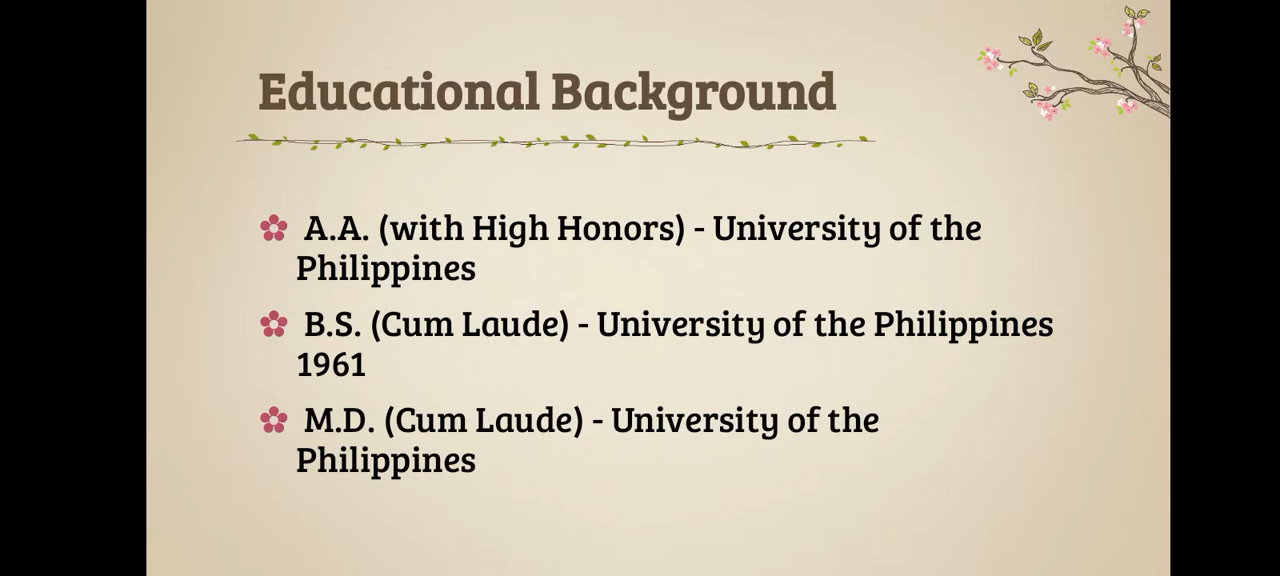 Educational Background
A.A. (with High Honors) - University of the
Philippines
B.S. (Cum Laude) - University of the Philippines
1961
M.D. (Cum Laude) - University of the
Philippines